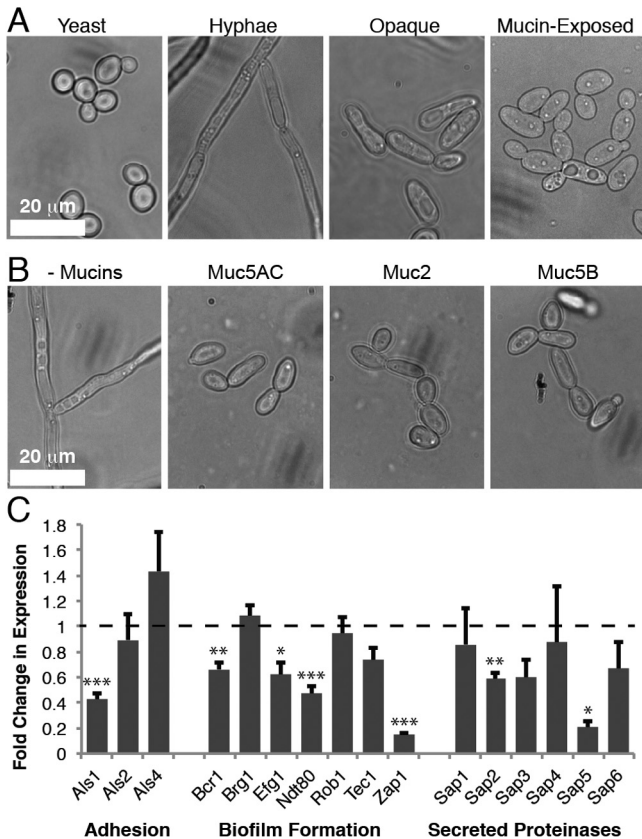 A
Yeast Hyphae Opaque Mucin-Exposed
20 μm
B
- Mucins Muc5AC Muc2 Muc5B
20 μm
C
Fold Change in Expression
1.8
1.6
1.4
1.2
1
0.8
0.6
0.4
0.2
0
*** ** * *** *** ** *
Als1 Als2 Als4 Bcr1 Brg1 Efg1 Ndt80 Rob1 Tec1 Zap1 Sap1 Sap2 Sap3 Sap4 Sap5 Sap6
Adhesion Biofilm Formation Secreted Proteinases